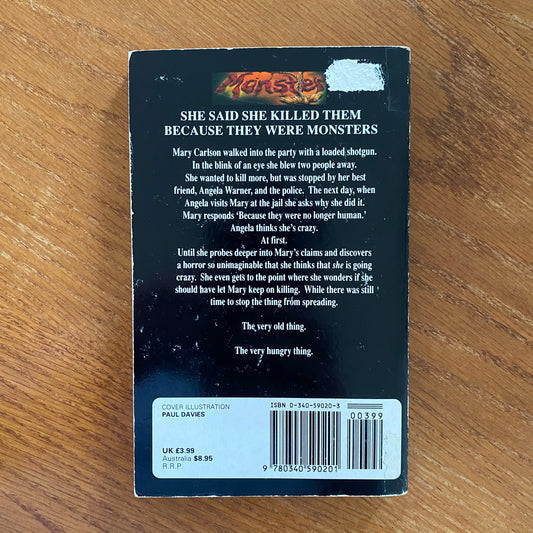 Monster
SHE SAID SHE KILLED THEM
BECAUSE THEY WERE MONSTERS
Mary Carlson walked into the party with a loaded shotgun.
In the blink of an eye she blew two people away.
She wanted to kill more, but was stopped by her best
friend, Angela Warner, and the police. The next day, when
Angela visits Mary at the jail she asks why she did it.
Mary responds ‘Because they were no longer human.’
Angela thinks she's crazy.
At first.
Until she probes deeper into Mary's claims and discovers
a horror so unimaginable that she thinks that she is going
crazy. She even gets to the point where she wonders if she
should have let Mary keep on killing. While there was still
time to stop the thing from spreading.
The very old thing.
The very hungry thing.
COVER ILLUSTRATION
PAUL DAVIES
UK £3.99
Australia $8.95
R.R.P.
ISBN 0-340-59020-3
00399
9 780340 590201